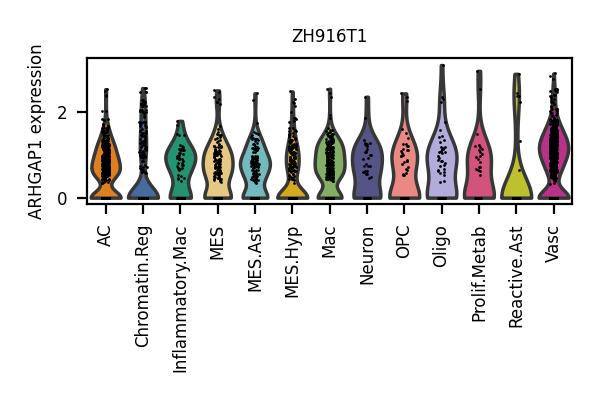 ZH916T1
ARHGAP1 expression
2
0
AC
Chromatin.Reg
Inflammatory.Mac
MES
MES.Ast
MES.Hyp
Mac
Neuron
OPC
Oligo
Prolif.Metab
Reactive.Ast
Vasc